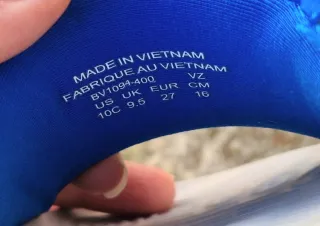 MADE IN VIETNAM
FABRIQUE AU VIETNAM
BV1094-400 VZ
US UK EUR CM
10C 9.5 27 16